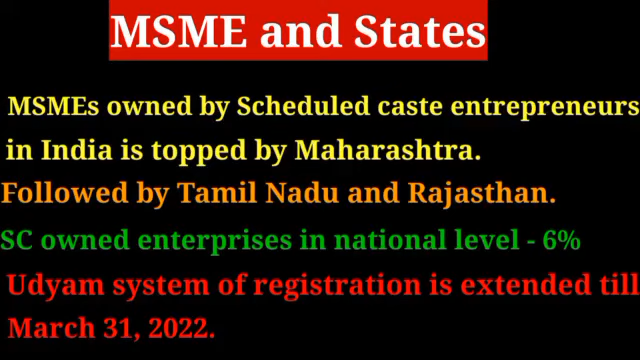 MSME and States
MSMEs owned by Scheduled caste entrepreneurs
in India is topped by Maharashtra.
Followed by Tamil Nadu and Rajasthan.
SC owned enterprises in national level - 6%
Udyam system of registration is extended till
March 31, 2022.